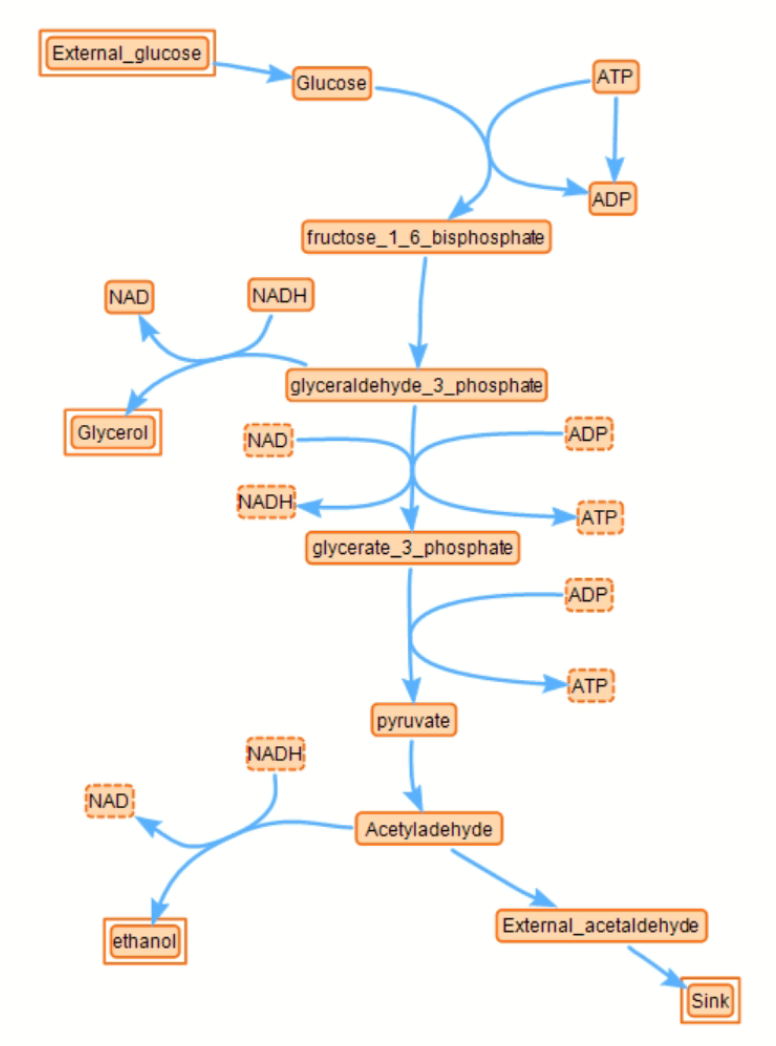 External_glucose
Glucose
ATP
ADP
fructose_1_6_bisphosphate
NAD
NADH
glyceraldehyde_3_phosphate
Glycerol
NAD
ADP
NADH
ATP
glycerate_3_phosphate
ADP
ATP
pyruvate
NADH
NAD
Acetyladehyde
External_acetaldehyde
ethanol
Sink